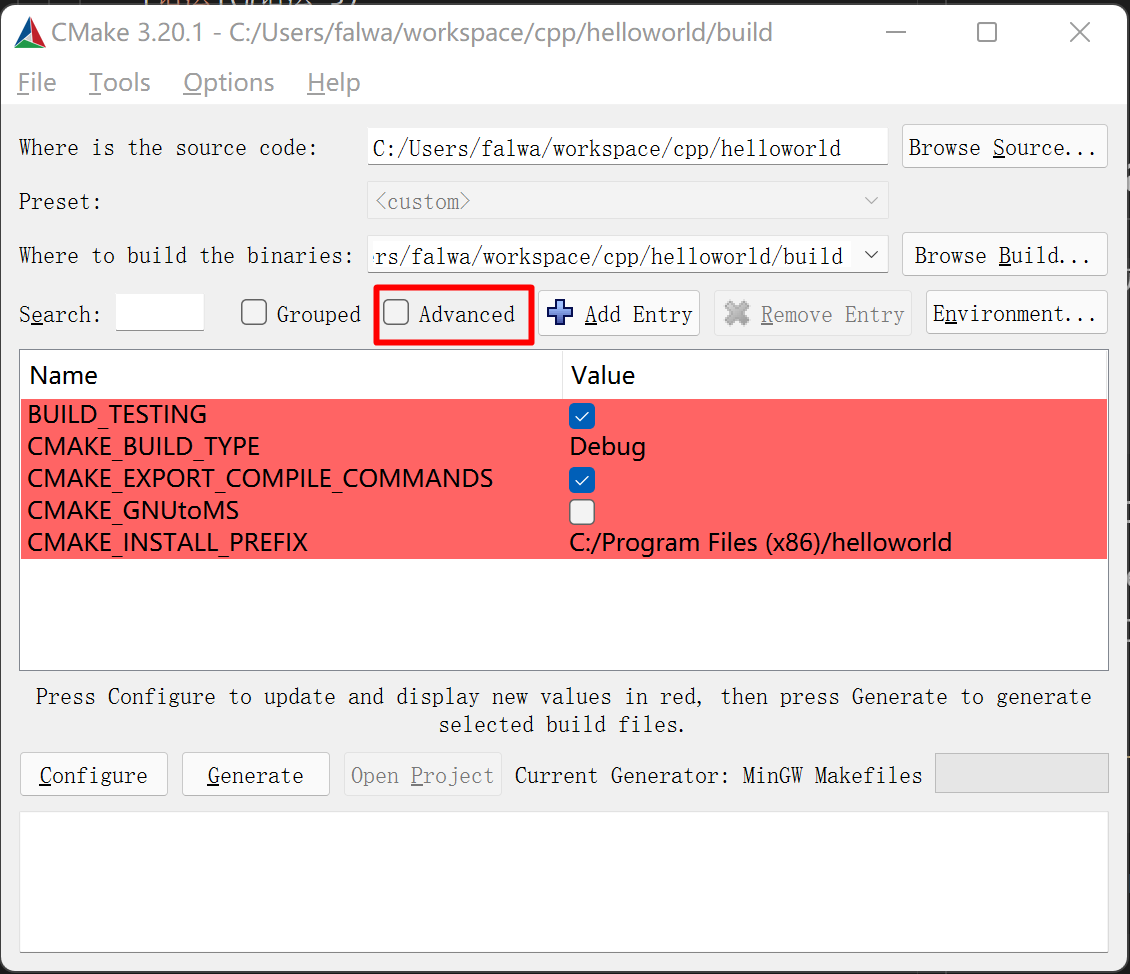 CMake 3.20.1 - C:/Users/falwa/workspace/cpp/helloworld/build
File Tools Options Help
Where is the source code: C:/Users/falwa/workspace/cpp/helloworld Browse Source...
Preset: <custom>
Where to build the binaries: rs/falwa/workspace/cpp/helloworld/build Browse Build...
Search: Grouped Advanced Add Entry Remove Entry Environment...
Name Value
BUILD_TESTING
CMAKE_BUILD_TYPE Debug
CMAKE_EXPORT_COMPILE_COMMANDS
CMAKE_GNUtoMS
CMAKE_INSTALL_PREFIX C:/Program Files (x86)/helloworld
Press Configure to update and display new values in red, then press Generate to generate
selected build files.
Configure Generate Open Project Current Generator: MinGW Makefiles